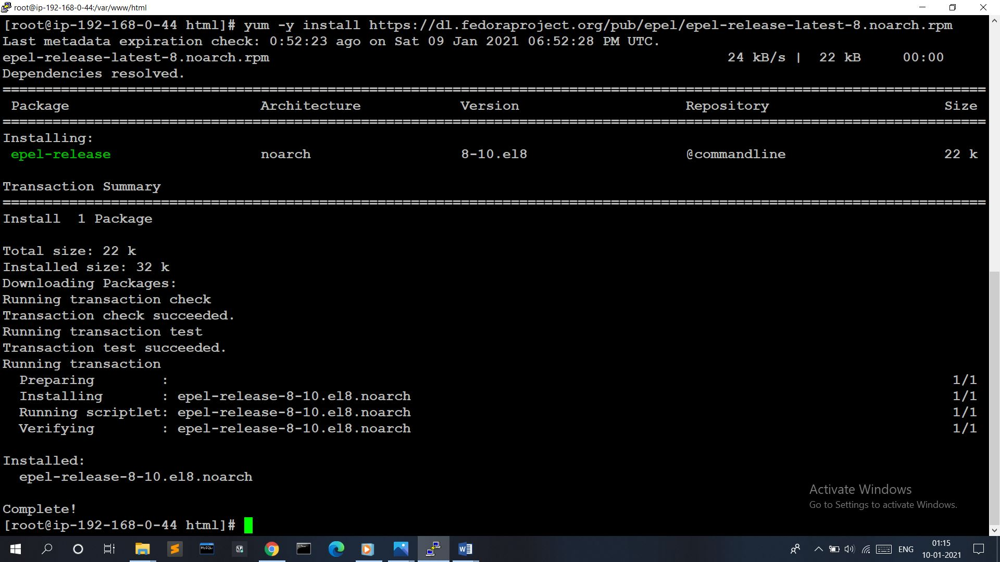 root@ip-192-168-0-44:/var/www/html
[root@ip-192-168-0-44 html]# yum -y install https://dl.fedoraproject.org/pub/epel/epel-release-latest-8.noarch.rpm
Last metadata expiration check: 0:52:23 ago on Sat 09 Jan 2021 06:52:28 PM UTC.
epel-release-latest-8.noarch.rpm 24 kB/s | 22 kB 00:00
Dependencies resolved.
======================================================================================================================
Package Architecture Version Repository Size
======================================================================================================================
Installing:
epel-release noarch 8-10.el8 @commandline 22 k
Transaction Summary
======================================================================================================================
Install 1 Package
Total size: 22 k
Installed size: 32 k
Downloading Packages:
Running transaction check
Transaction check succeeded.
Running transaction test
Transaction test succeeded.
Running transaction
Preparing : 1/1
Installing : epel-release-8-10.el8.noarch 1/1
Running scriptlet: epel-release-8-10.el8.noarch 1/1
Verifying : epel-release-8-10.el8.noarch 1/1
Installed:
epel-release-8-10.el8.noarch
Complete!
[root@ip-192-168-0-44 html]#
Activate Windows
Go to Settings to activate Windows.
MySQL
ENG
01:15
10-01-2021